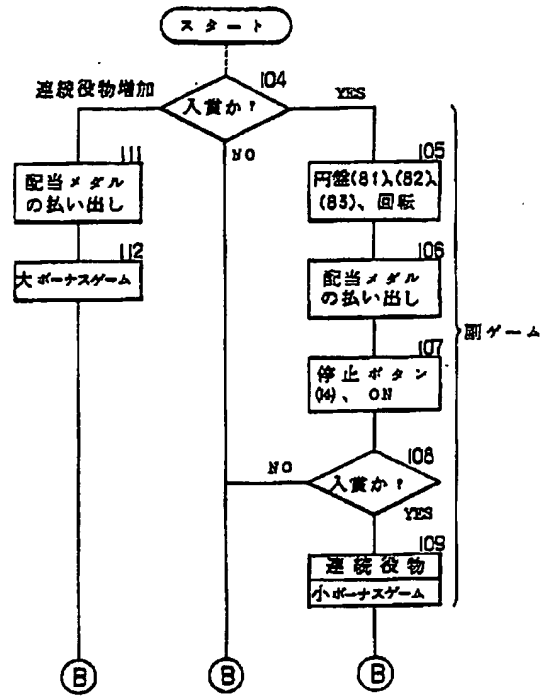 スタート
104
連続役物増加
入賞か?
YES
NO
111
配当メダル
の払い出し
112
大ボーナスゲーム
105
円盤(81)、(82)、
(83)、回転
106
配当メダル
の払い出し
107
停止ボタン
(14)、ON
副ゲーム
108
NO
入賞か?
YES
109
連続役物
小ボーナスゲーム
B
B
B